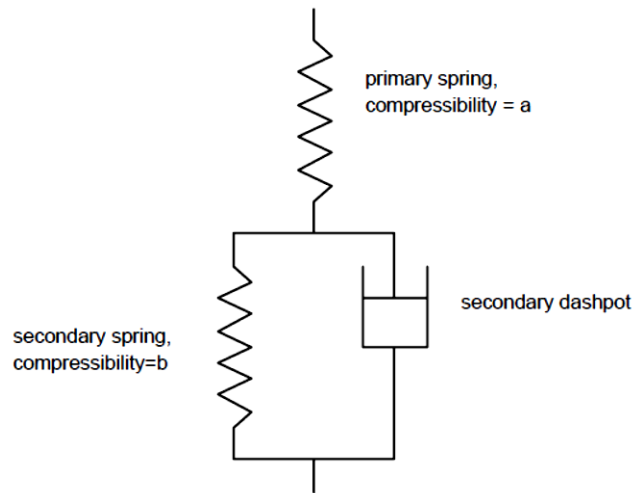 primary spring,
compressibility = a
secondary dashpot
secondary spring,
compressibility=b